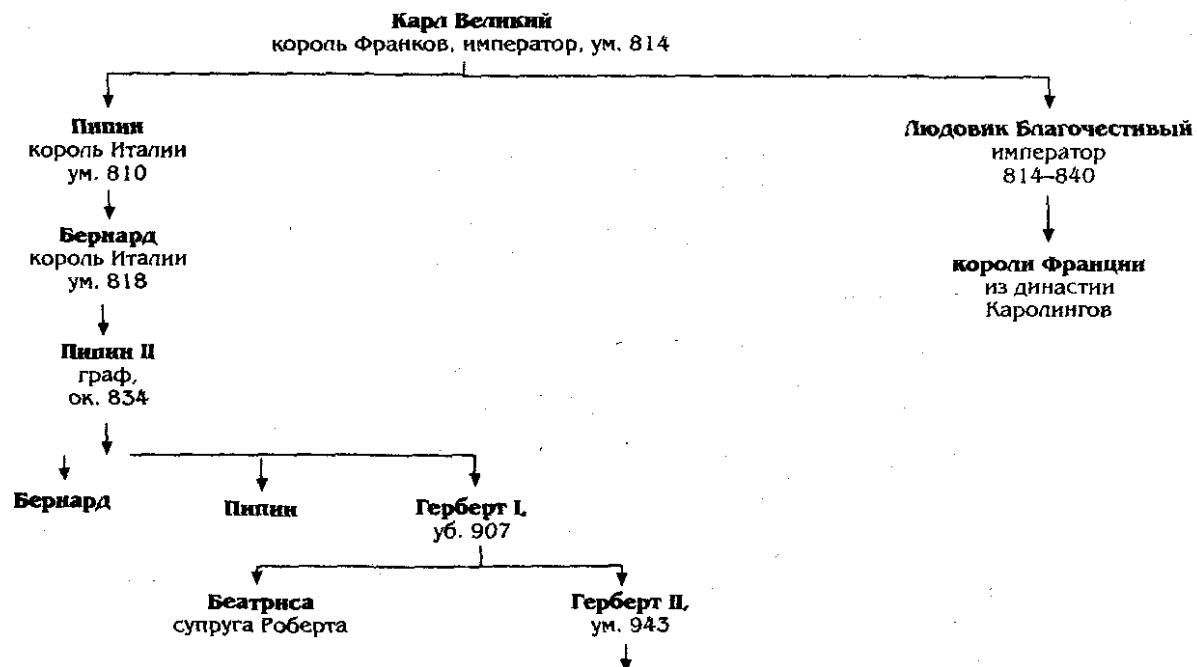 Карл Великий
король Франков, император, ум. 814
Пипин
король Италии
ум. 810
Людовик Благочестивый
император
814–840
Бернард
король Италии
ум. 818
короли Франции
из династии
Каролингов
Пипин II
граф,
ок. 834
Бернард
Пипин
Герберт I,
уб. 907
Беатриса
супруга Роберта
Герберт II,
ум. 943